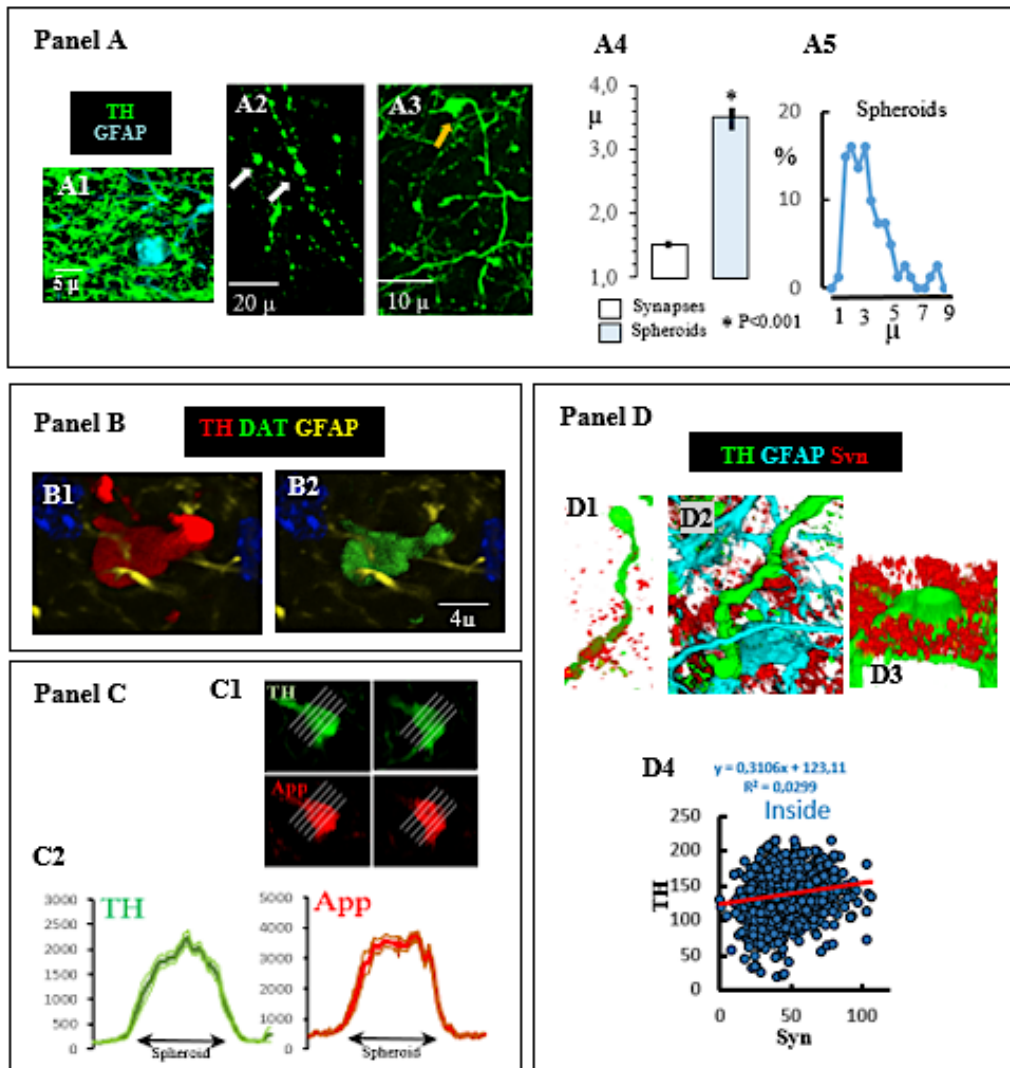 Panel A
TH
GFAP
A1
5 μ
A2
20 μ
A3
10 μ
A4
4,0
μ
3,0
2,0
1,0
*
Synapses
Spheroids
* P<0.001
A5
Spheroids
20
%
10
0
1 3 5 7 9
μ
Panel B
TH DAT GFAP
B1
B2
4μ
Panel C
C1
TH
App
C2
TH
3000
2500
2000
1500
1000
500
0
Spheroid
App
5000
4000
3000
2000
1000
0
Spheroid
Panel D
TH GFAP Syn
D1
D2
D3
D4
y = 0,3106x + 123,11
R² = 0,0299
Inside
250
200
150
100
50
0
TH
0 50 100
Syn